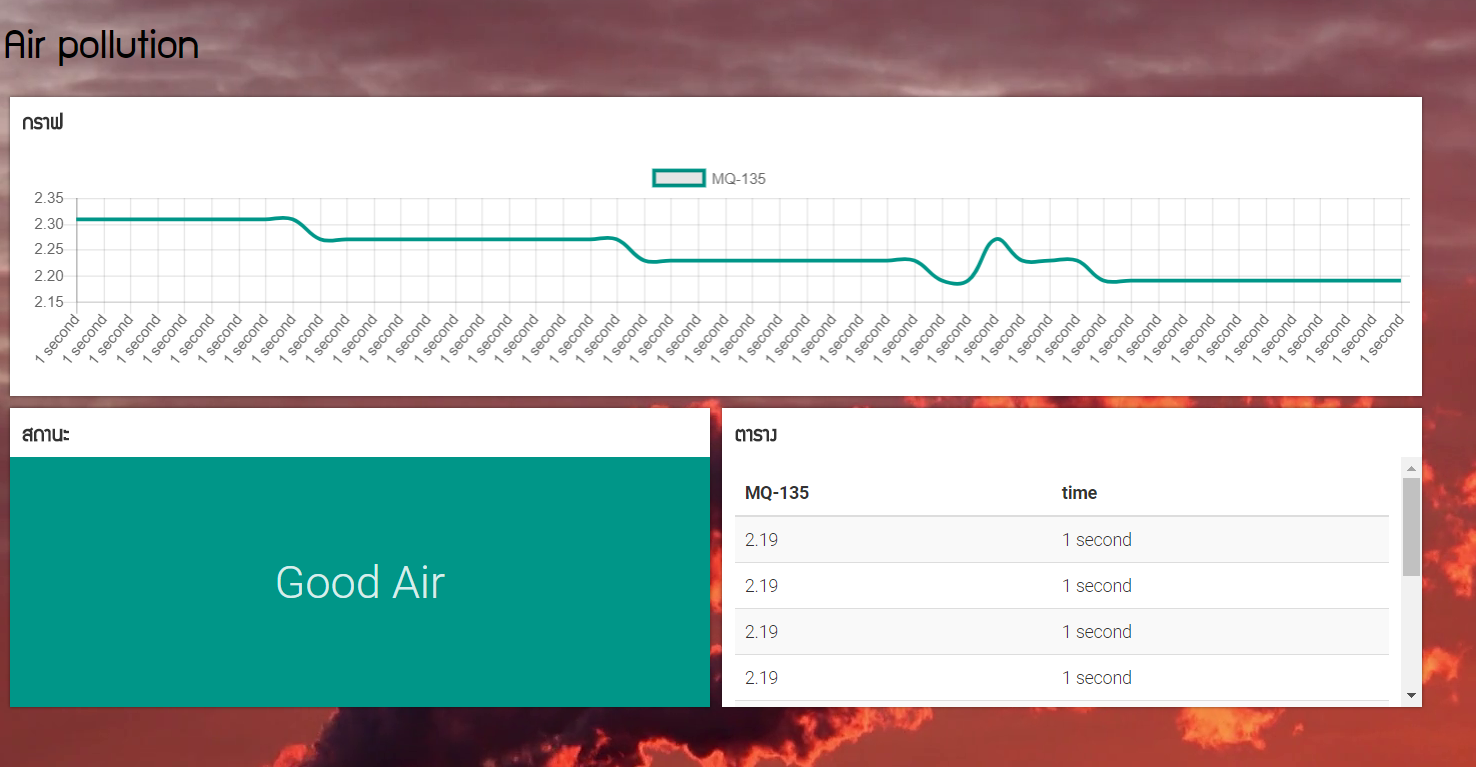 Air pollution
กราฟ
MQ-135
2.35
2.30
2.25
2.20
2.15
1 second 1 second 1 second 1 second 1 second 1 second 1 second 1 second 1 second 1 second 1 second 1 second 1 second 1 second 1 second 1 second 1 second 1 second 1 second 1 second 1 second 1 second 1 second 1 second 1 second 1 second 1 second 1 second 1 second 1 second 1 second 1 second 1 second 1 second 1 second 1 second 1 second 1 second 1 second 1 second 1 second 1 second 1 second 1 second 1 second 1 second 1 second 1 second 1 second 1 second
สถานะ
Good Air
ตาราง
MQ-135 time
2.19 1 second
2.19 1 second
2.19 1 second
2.19 1 second